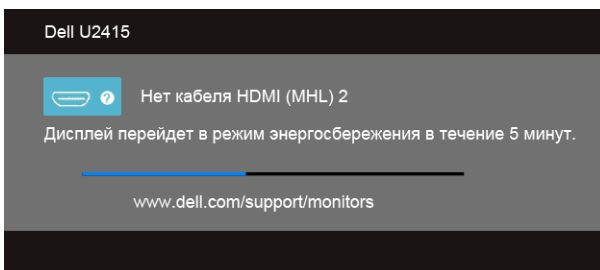 Dell U2415
Нет кабеля HDMI (MHL) 2
Дисплей перейдет в режим энергосбережения в течение 5 минут.
www.dell.com/support/monitors